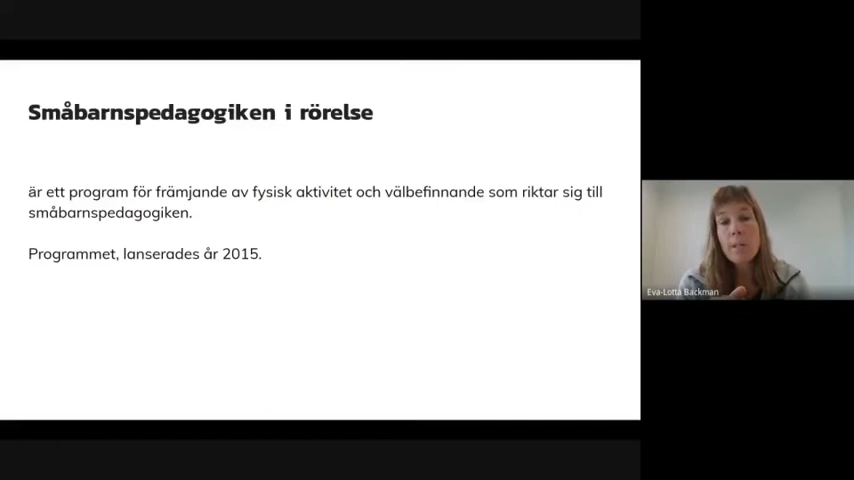 Småbarnspedagogiken i rörelse
är ett program för främjande av fysisk aktivitet och välbefinnande som riktar sig till
småbarnspedagogiken.
Programmet, lanserades år 2015.
Eva-Lotta Backman